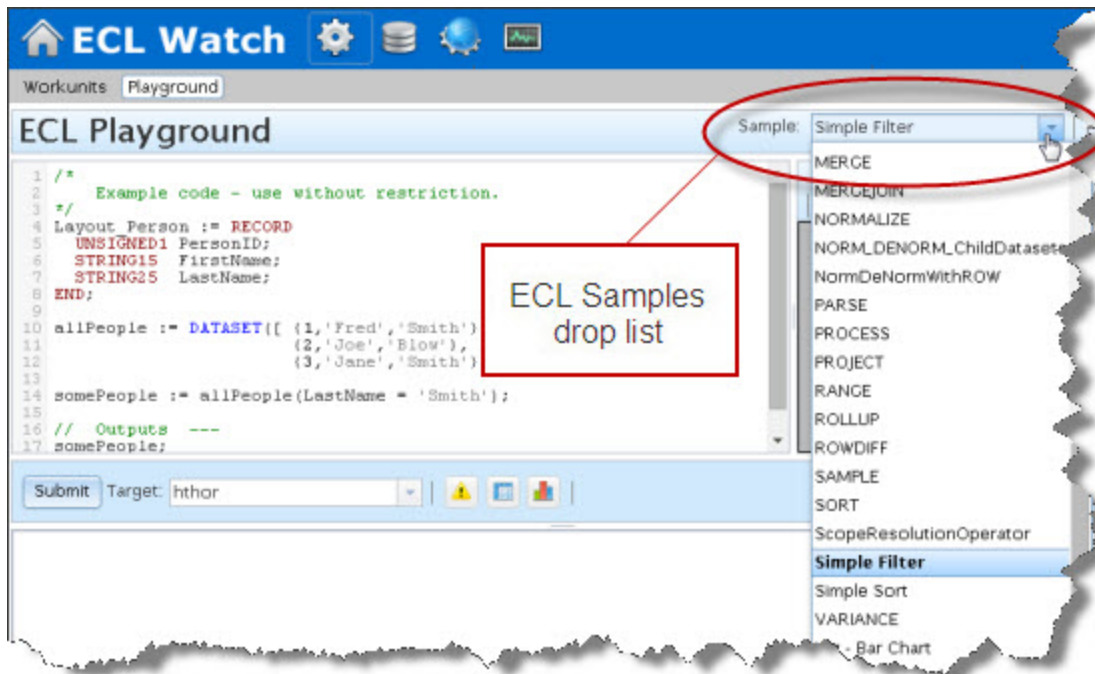 ECL Watch
Workunits Playground
ECL Playground
Sample: Simple Filter
1 /*
2 Example code - use without restriction.
3 */
4 Layout_Person := RECORD
5 UNSIGNED1 PersonID;
6 STRING15 FirstName;
7 STRING25 LastName;
8 END;
9
10 allPeople := DATASET([ {1,'Fred','Smith')
11 {2,'Joe','Blow'),
12 {3,'Jane','Smith')
13
14 somePeople := allPeople(LastName = 'Smith');
15
16 // Outputs ---
17 somePeople;
ECL Samples
drop list
Submit Target: hthor
MERGE
MERGEJOIN
NORMALIZE
NORM_DENORM_ChildDatasets
NormDeNormWithROW
PARSE
PROCESS
PROJECT
RANGE
ROLLUP
ROWDIFF
SAMPLE
SORT
ScopeResolutionOperator
Simple Filter
Simple Sort
VARIANCE
- Bar Chart